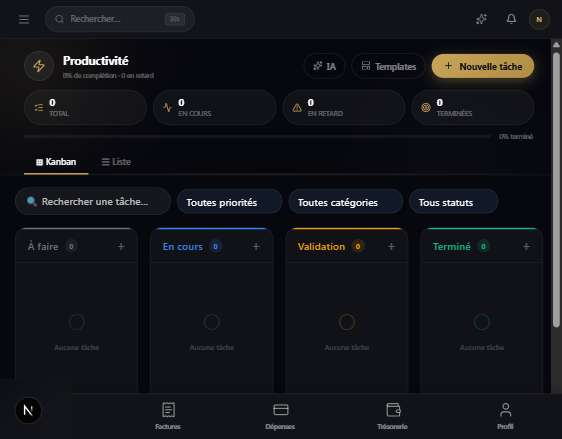 Rechercher...
⌘K
N
Productivité
0% de complétion · 0 en retard
IA
Templates
+ Nouvelle tâche
0
TOTAL
0
EN COURS
0
EN RETARD
0
TERMINÉES
0% terminé
Kanban
Liste
Rechercher une tâche...
Toutes priorités
Toutes catégories
Tous statuts
À faire 0 +
En cours 0 +
Validation 0 +
Terminé 0 +
Aucune tâche
Aucune tâche
Aucune tâche
Aucune tâche
N
Factures
Dépenses
Trésorerie
Profil